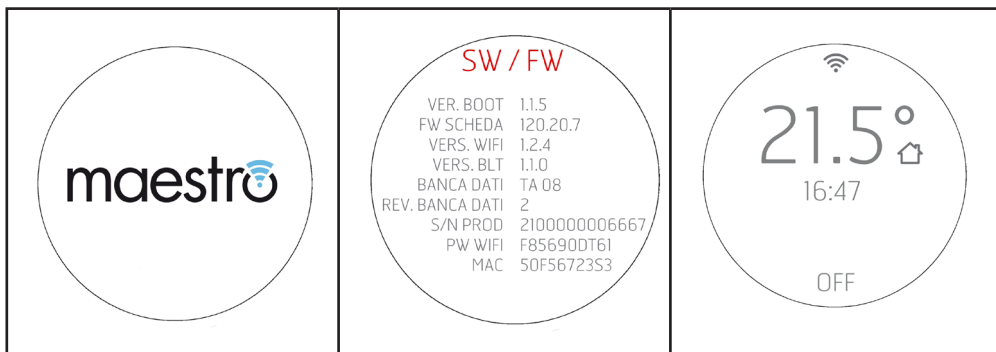 maestro
SW / FW
VER. BOOT 1.1.5
FW SCHEDA 120.20.7
VERS. WIFI 1.2.4
VERS. BLT 1.1.0
BANCA DATI TA 08
REV. BANCA DATI 2
S/N PROD 2100000006667
PW WIFI F85690DT61
MAC 50F56723S3
21.5°
16:47
OFF